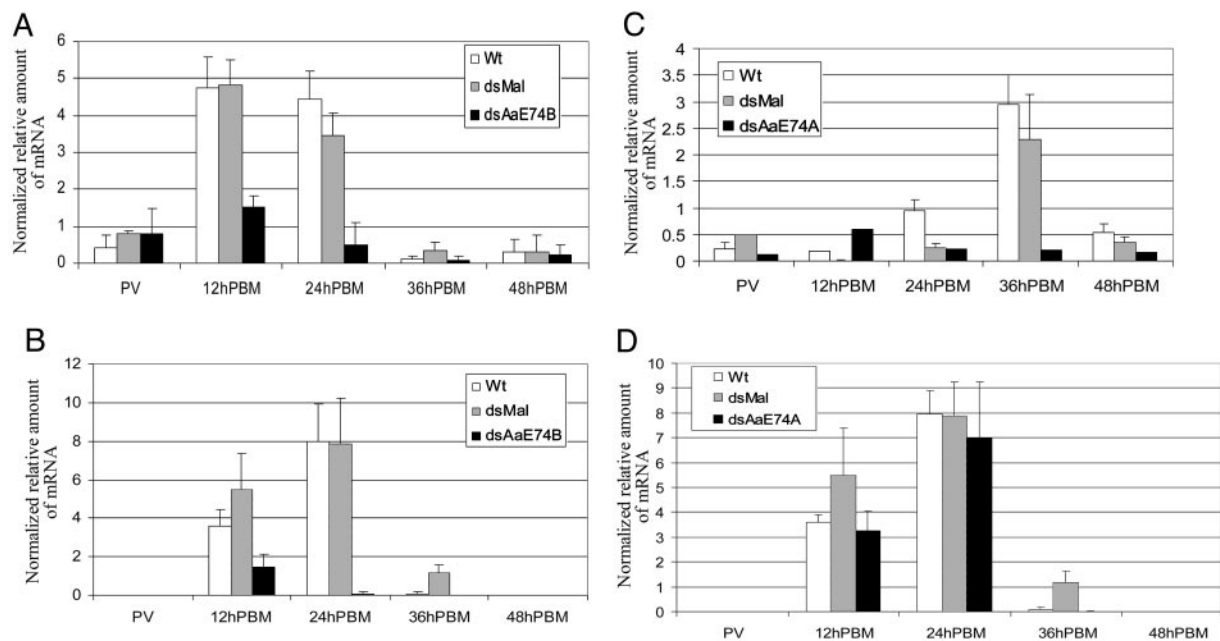 A
Normalized relative amount
of mRNA
6
5
4
3
2
1
0
Wt
dsMal
dsAaE74B
PV 12hPBM 24hPBM 36hPBM 48hPBM
C
Normalized relative amount
of mRNA
4
3.5
3
2.5
2
1.5
1
0.5
0
Wt
dsMal
dsAaE74A
PV 12hPBM 24hPBM 36hPBM 48hPBM
B
Normalized relative amount
of mRNA
12
10
8
6
4
2
0
Wt
dsMal
dsAaE74B
PV 12hPBM 24hPBM 36hPBM 48hPBM
D
Normalized relative amount
of mRNA
10
9
8
7
6
5
4
3
2
1
0
Wt
dsMal
dsAaE74A
PV 12hPBM 24hPBM 36hPBM 48hPBM